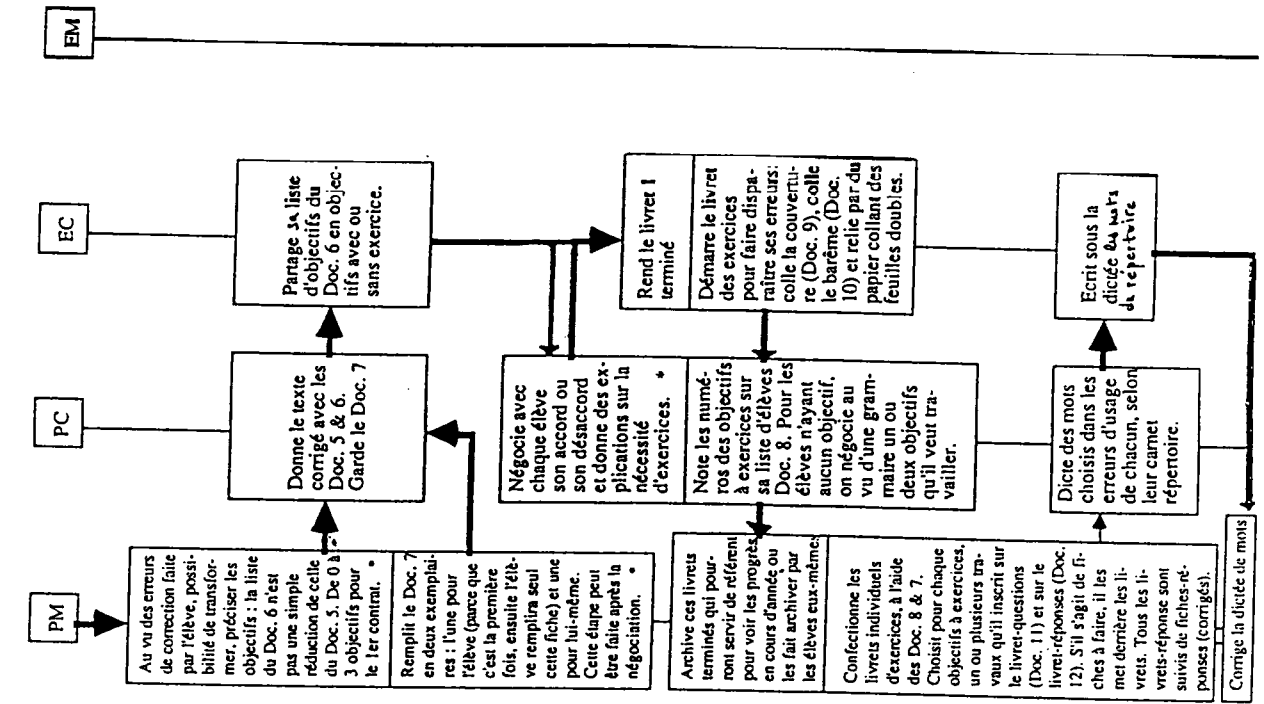 PM
PC
EC
EM
Au vu des erreurs
de correction faite
par l'élève, possi-
bilité de transfor-
mer, préciser les
objectifs : la liste
du Doc. 6 n'est
pas une simple
réduction de celle
du Doc. 5. De 0 à
3 objectifs pour
le 1er contrat. *
Donne le texte
corrigé avec les
Doc. 5 & 6.
Garde le Doc. 7
Partage sa liste
d'objectifs du
Doc. 6 en objec-
tifs avec ou
sans exercice.
Remplit le Doc. 7
en deux exemplai-
res : l'une pour
l'élève (parce que
c'est la première
fois, ensuite l'élè-
ve remplira seul
cette fiche) et une
pour lui-même.
Cette étape peut
être faite après la
négociation. *
Négocie avec
chaque élève
son accord ou
son désaccord
et donne des ex-
plications sur la
nécessité
d'exercices. *
Rend le livret 1
terminé
Démarre le livret
des exercices
pour faire dispa-
raître ses erreurs:
colle la couvertu-
re (Doc. 9), colle
le barême (Doc.
10) et relie par du
papier collant des
feuilles doubles.
Note les numé-
ros des objectifs
à exercices sur
sa liste d'élèves
Doc. 8. Pour les
élèves n'ayant
aucun objectif,
on négocie au
vu d'une gram-
maire un ou
deux objectifs
qu'il veut tra-
vailler.
Archive ces livrets
terminés qui pour-
ront servir de référent
pour voir les progrès
en cours d'année ou
les fait archiver par
les élèves eux-mêmes
Confectionne les
livrets individuels
d'exercices, à l'aide
des Doc. 8 & 7.
Choisit pour chaque
objectifs à exercices,
un ou plusieurs tra-
vaux qu'il inscrit sur
le livret-questions
(Doc. 11) et sur le
livret-réponses (Doc.
12). S'il s'agit de fi-
ches à faire, il les
met derrière les li-
vrets. Tous les li-
vrets-réponse sont
suivis de fiches-ré-
ponses (corrigés).
Dicte des mots
choisis dans les
erreurs d'usage
de chacun, selon
leur carnet
répertoire.
Ecrit sous la
dictée les mots
du répertoire
Corrige la dictée de mots